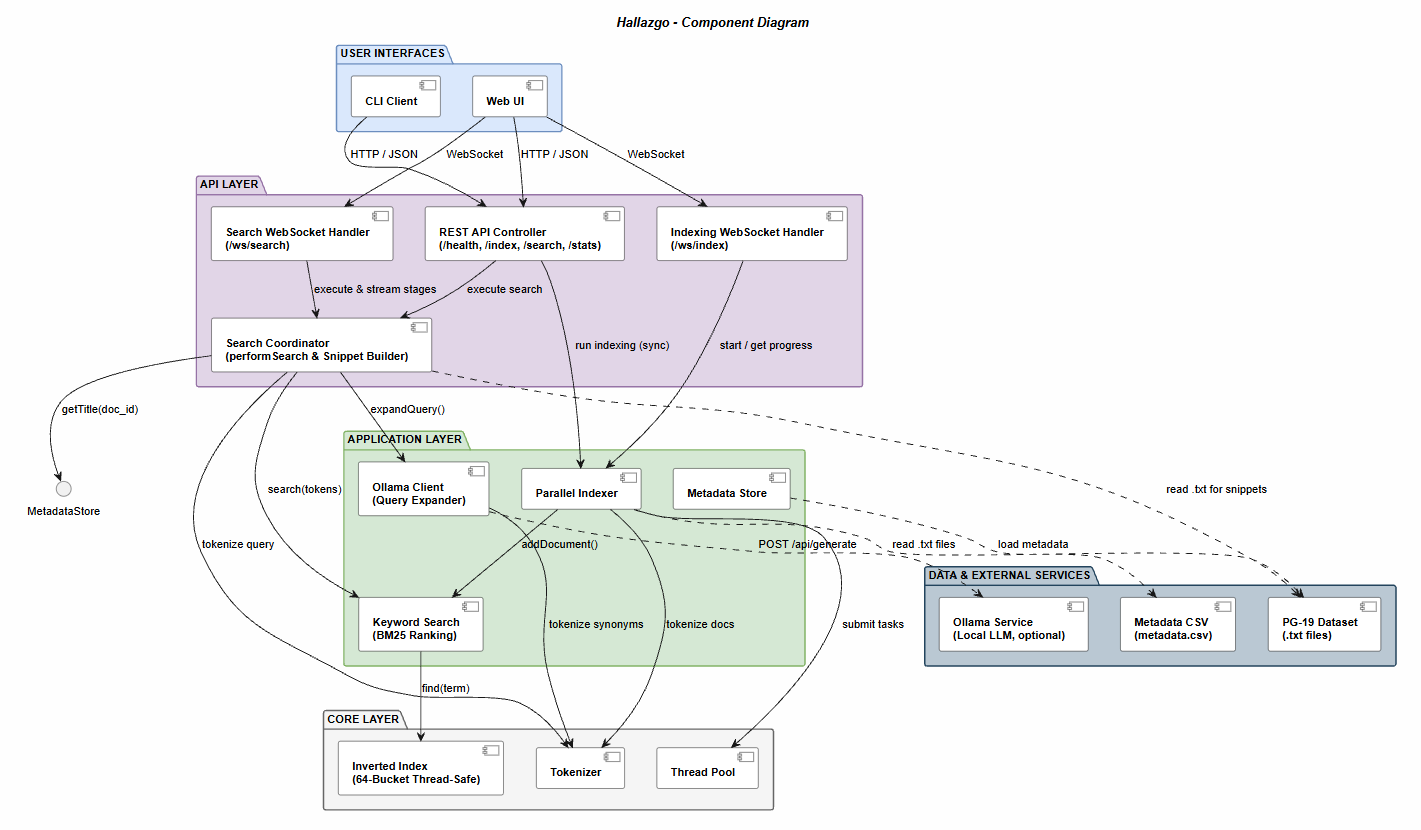 Hallazgo - Component Diagram
USER INTERFACES
CLI Client
Web UI
HTTP / JSON
WebSocket
HTTP / JSON
WebSocket
API LAYER
Search WebSocket Handler
(/ws/search)
REST API Controller
(/health, /index, /search, /stats)
Indexing WebSocket Handler
(/ws/index)
execute & stream stages
execute search
Search Coordinator
(performSearch & Snippet Builder)
run indexing (sync)
start / get progress
getTitle(doc_id)
expandQuery()
APPLICATION LAYER
Ollama Client
(Query Expander)
Parallel Indexer
Metadata Store
search(tokens)
read .txt for snippets
MetadataStore
tokenize query
addDocument()
POST /api/generate
read .txt files
load metadata
DATA & EXTERNAL SERVICES
Keyword Search
(BM25 Ranking)
tokenize synonyms
tokenize docs
submit tasks
Ollama Service
(Local LLM, optional)
Metadata CSV
(metadata.csv)
PG-19 Dataset
(.txt files)
find(term)
CORE LAYER
Inverted Index
(64-Bucket Thread-Safe)
Tokenizer
Thread Pool